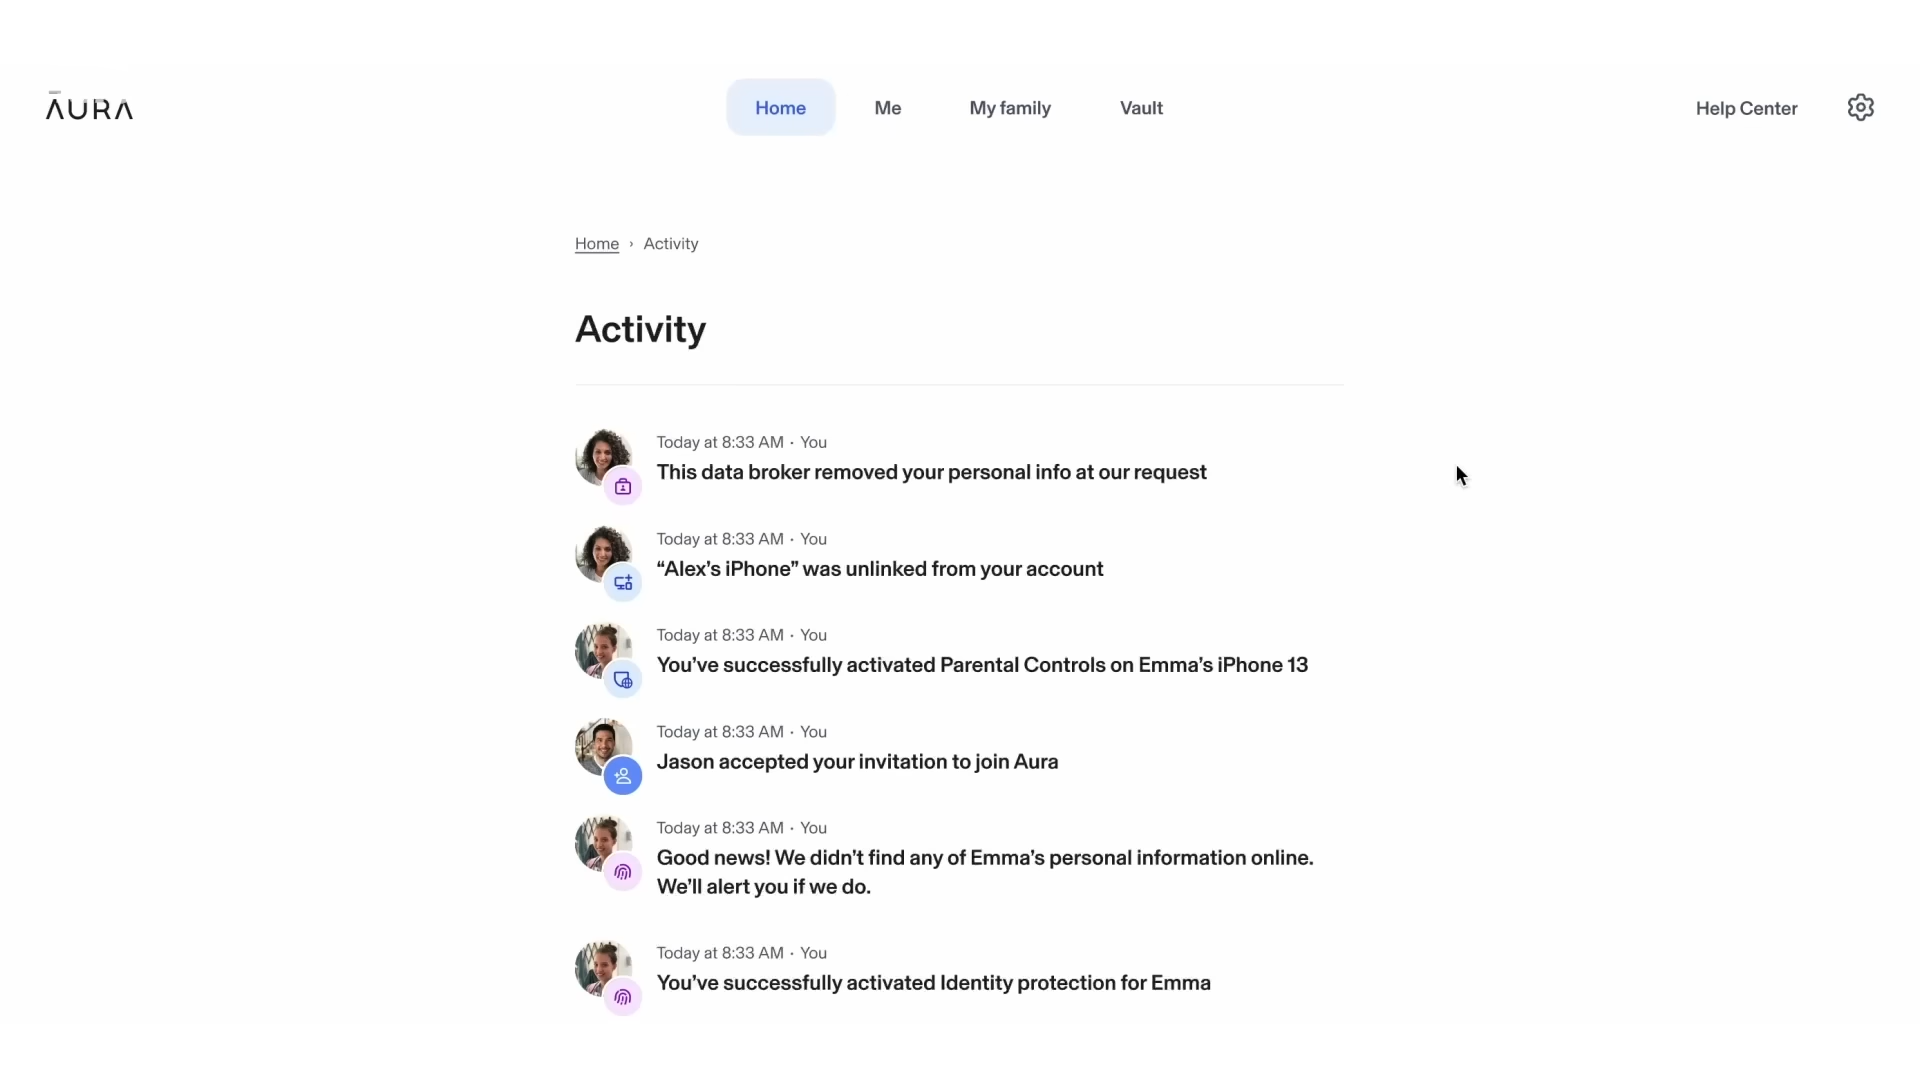 AURA
Home
Me
My family
Vault
Help Center
Home › Activity
Activity
Today at 8:33 AM · You
This data broker removed your personal info at our request
Today at 8:33 AM · You
“Alex’s iPhone” was unlinked from your account
Today at 8:33 AM · You
You’ve successfully activated Parental Controls on Emma’s iPhone 13
Today at 8:33 AM · You
Jason accepted your invitation to join Aura
Today at 8:33 AM · You
Good news! We didn’t find any of Emma’s personal information online.
We’ll alert you if we do.
Today at 8:33 AM · You
You’ve successfully activated Identity protection for Emma